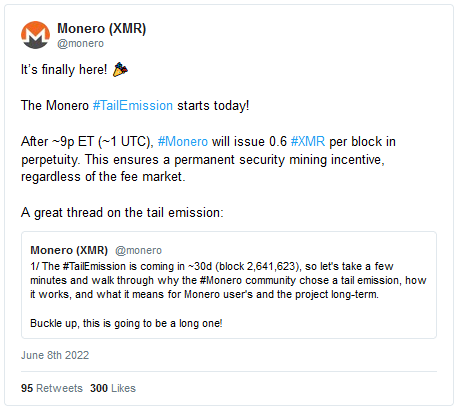 Monero (XMR)
@monero
It's finally here! 🎉
The Monero #TailEmission starts today!
After ~9p ET (~1 UTC), #Monero will issue 0.6 #XMR per block in
perpetuity. This ensures a permanent security mining incentive,
regardless of the fee market.
A great thread on the tail emission:
Monero (XMR) @monero
1/ The #TailEmission is coming in ~30d (block 2,641,623), so let's take a few
minutes and walk through why the #Monero community chose a tail emission, how
it works, and what it means for Monero user's and the project long-term.
Buckle up, this is going to be a long one!
June 8th 2022
95 Retweets 300 Likes